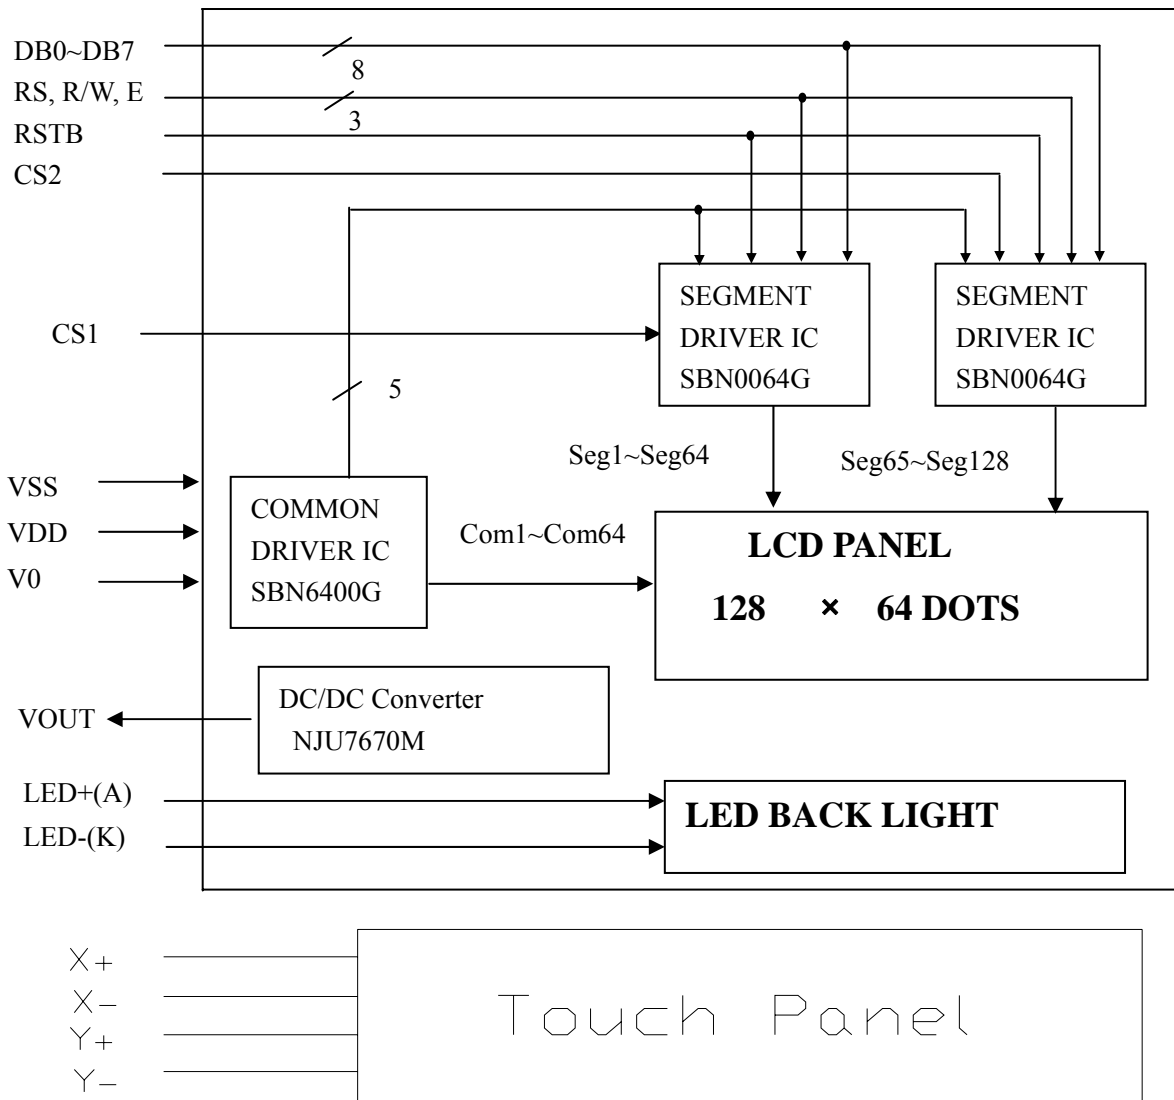 DB0~DB7
8
RS, R/W, E
3
RSTB
CS2
SEGMENT
DRIVER IC
SBN0064G
SEGMENT
DRIVER IC
SBN0064G
CS1
5
Seg1~Seg64
Seg65~Seg128
VSS
VDD
V0
COMMON
DRIVER IC
SBN6400G
Com1~Com64
LCD PANEL
128 × 64 DOTS
VOUT
DC/DC Converter
NJU7670M
LED+(A)
LED-(K)
LED BACK LIGHT
X+
X-
Y+
Y-
Touch Panel